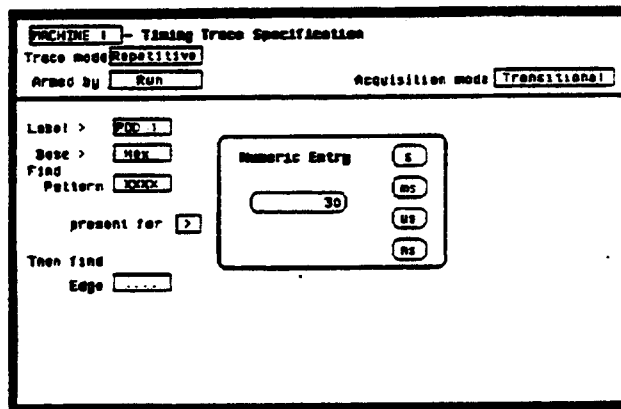 MACHINE 1 - Timing Trace Specification
Trace mode Repetitive
Armed by Run Acquisition mode Transitional
Label > POD 1
Base > Hex
Find
Pattern XXXX
present for >
Then find
Edge ....
Numeric Entry
30
s
ms
us
ns